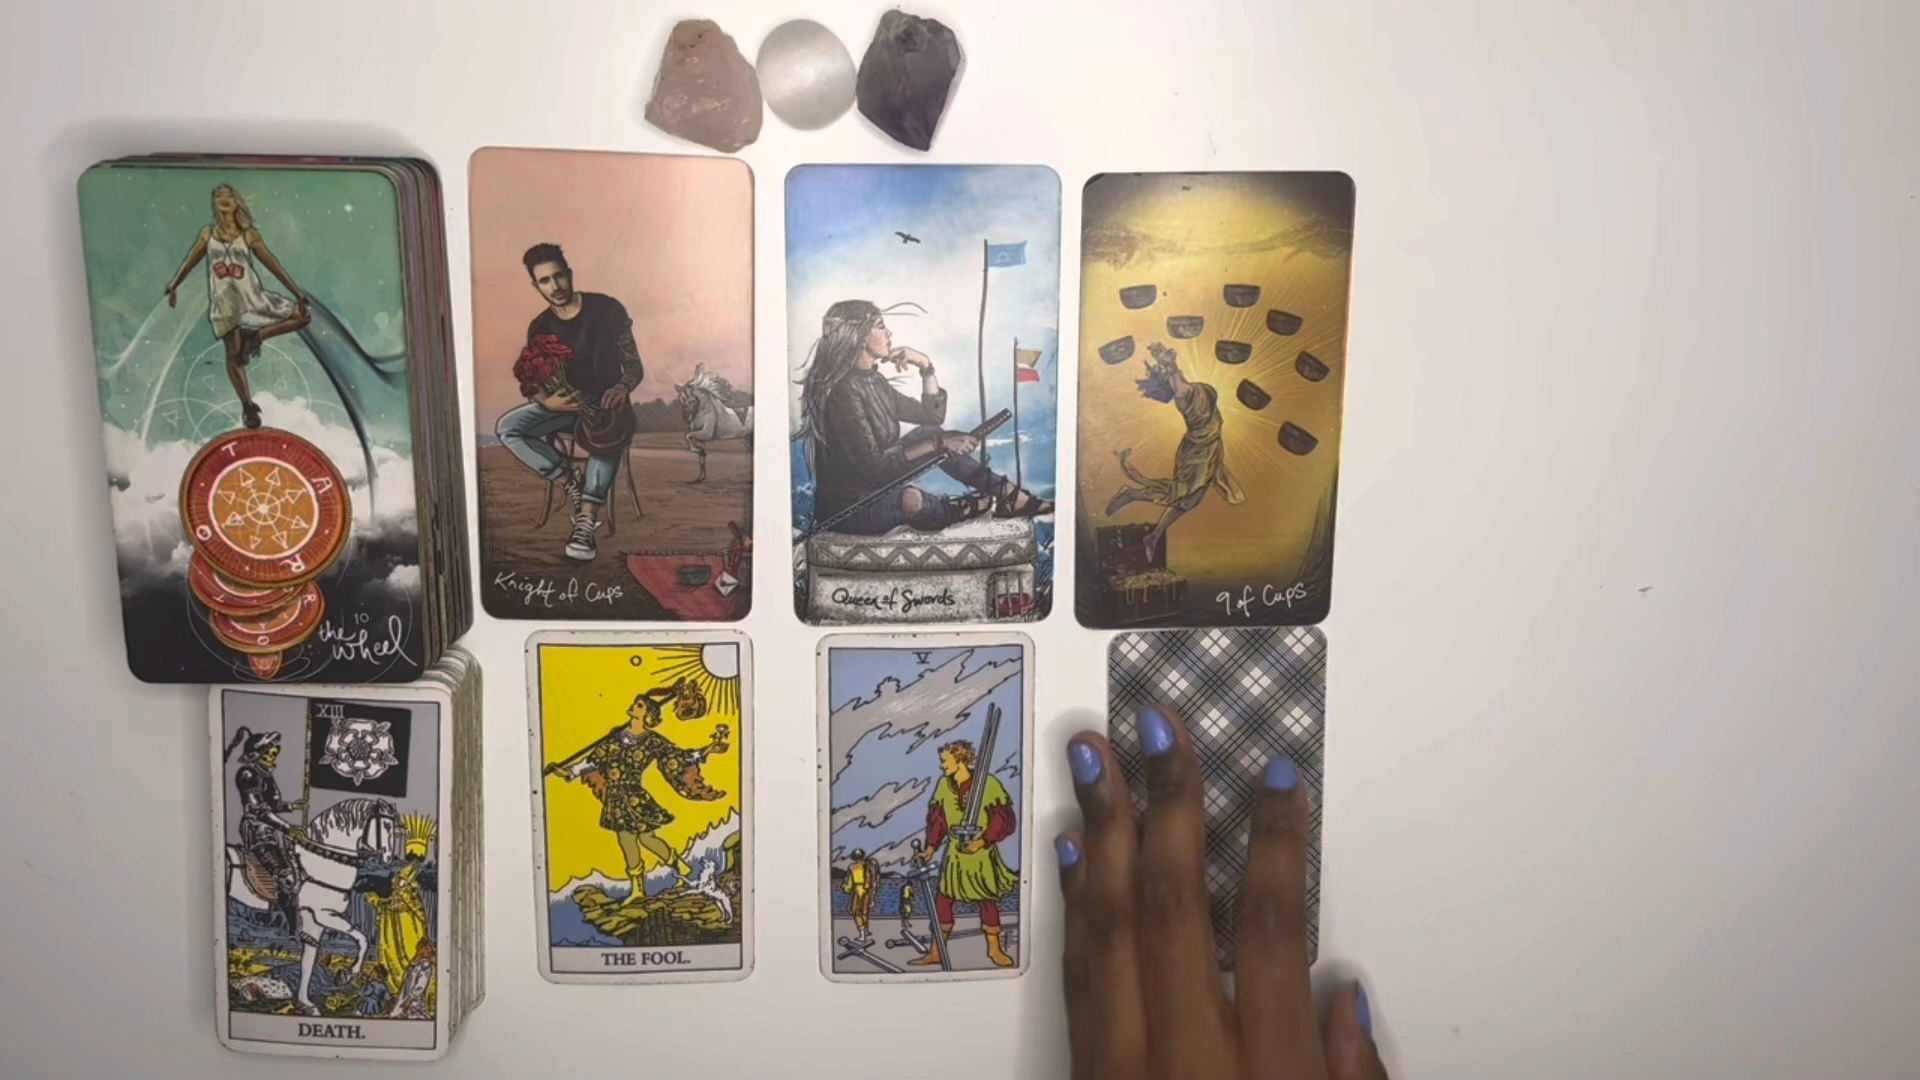 T
A
R
O
T
R
O
10
the
wheel
Knight of Cups
Queen of Swords
9 of Cups
XIII
DEATH.
0
THE FOOL.
V